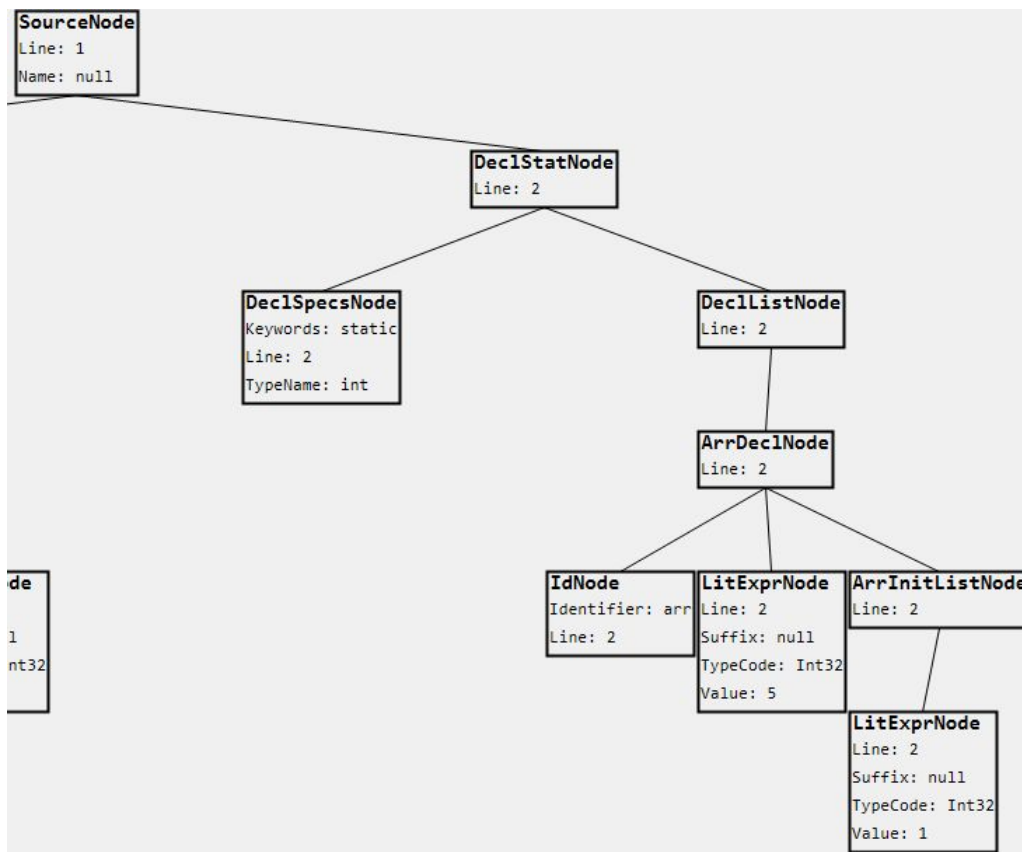 SourceNode
Line: 1
Name: null
DeclStatNode
Line: 2
DeclSpecsNode
Keywords: static
Line: 2
TypeName: int
DeclListNode
Line: 2
ArrDeclNode
Line: 2
de
l
nt32
IdNode
Identifier: arr
Line: 2
LitExprNode
Line: 2
Suffix: null
TypeCode: Int32
Value: 5
ArrInitListNode
Line: 2
LitExprNode
Line: 2
Suffix: null
TypeCode: Int32
Value: 1